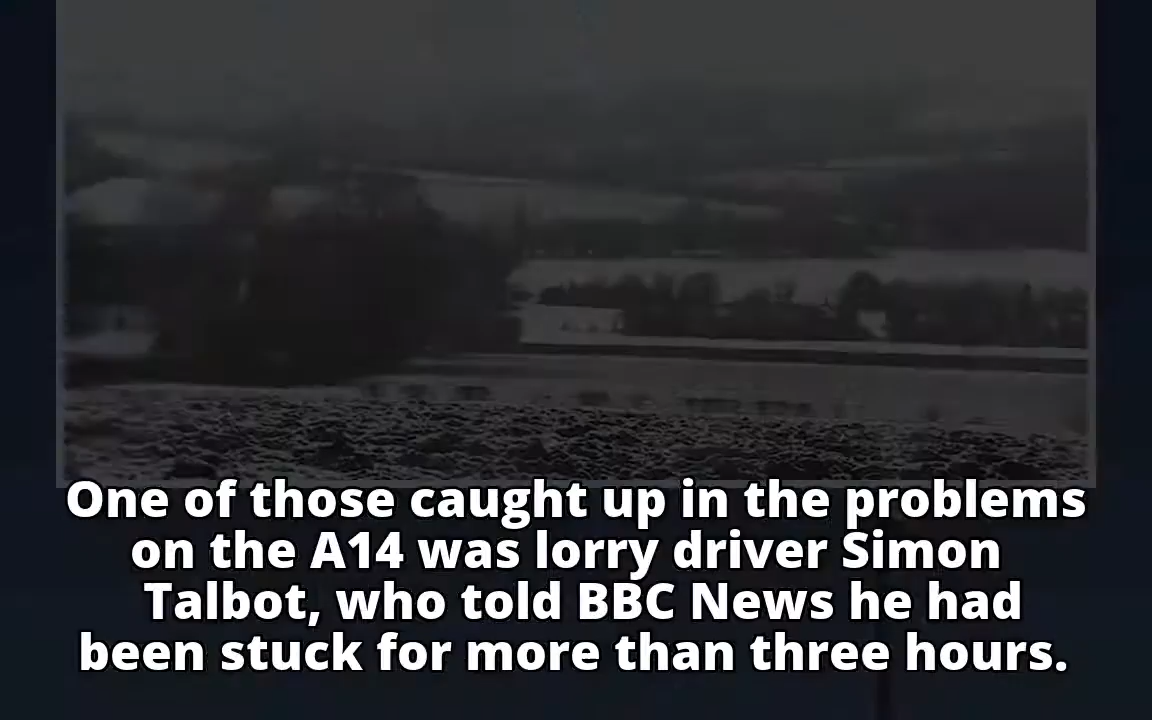 One of those caught up in the problems
on the A14 was lorry driver Simon
Talbot, who told BBC News he had
been stuck for more than three hours.